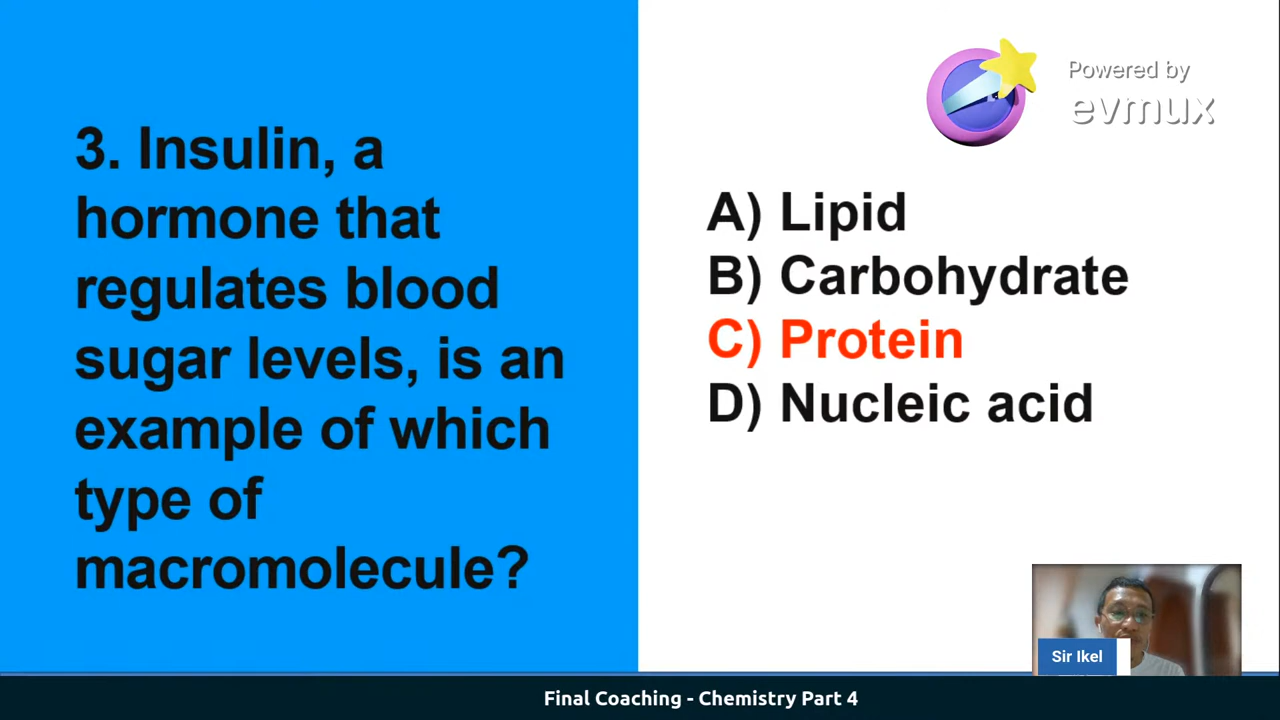 3. Insulin, a
hormone that
regulates blood
sugar levels, is an
example of which
type of
macromolecule?
Powered by
evmux
A) Lipid
B) Carbohydrate
C) Protein
D) Nucleic acid
Sir Ikel
Final Coaching - Chemistry Part 4